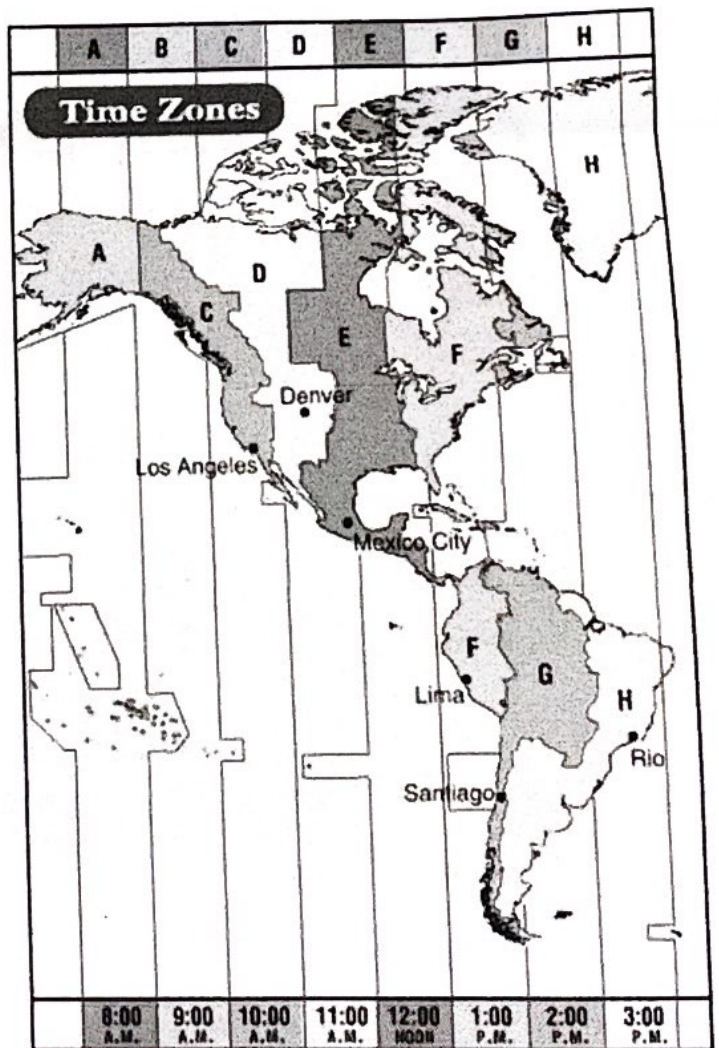 A B C D E F G H
Time Zones
H
A
D
C
E
F
Denver
Los Angeles
Mexico City
F
G
H
Lima
Rio
Santiago
8:00 9:00 10:00 11:00 12:00 1:00 2:00 3:00
A.M. A.M. A.M. A.M. NOON P.M. P.M. P.M.